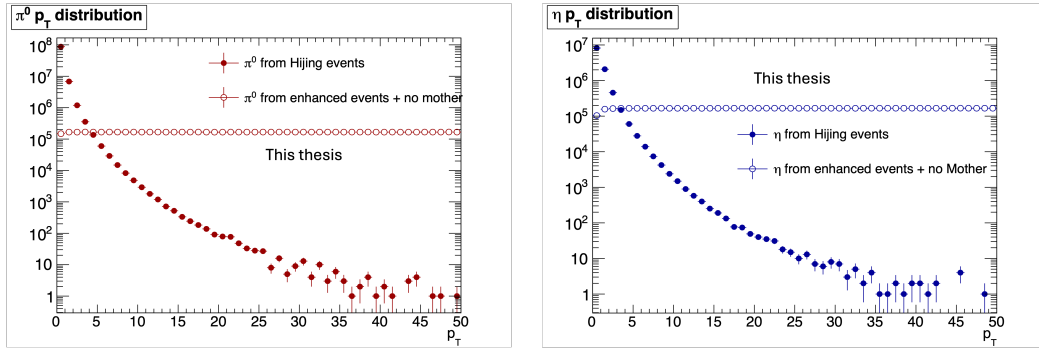 π⁰ p_T distribution
10⁸
10⁷
10⁶
10⁵
10⁴
10³
10²
10
1
π⁰ from Hijing events
π⁰ from enhanced events + no mother
This thesis
0 5 10 15 20 25 30 35 40 45 50
p_T
η p_T distribution
10⁷
10⁶
10⁵
10⁴
10³
10²
10
1
This thesis
η from Hijing events
η from enhanced events + no Mother
0 5 10 15 20 25 30 35 40 45 50
p_T